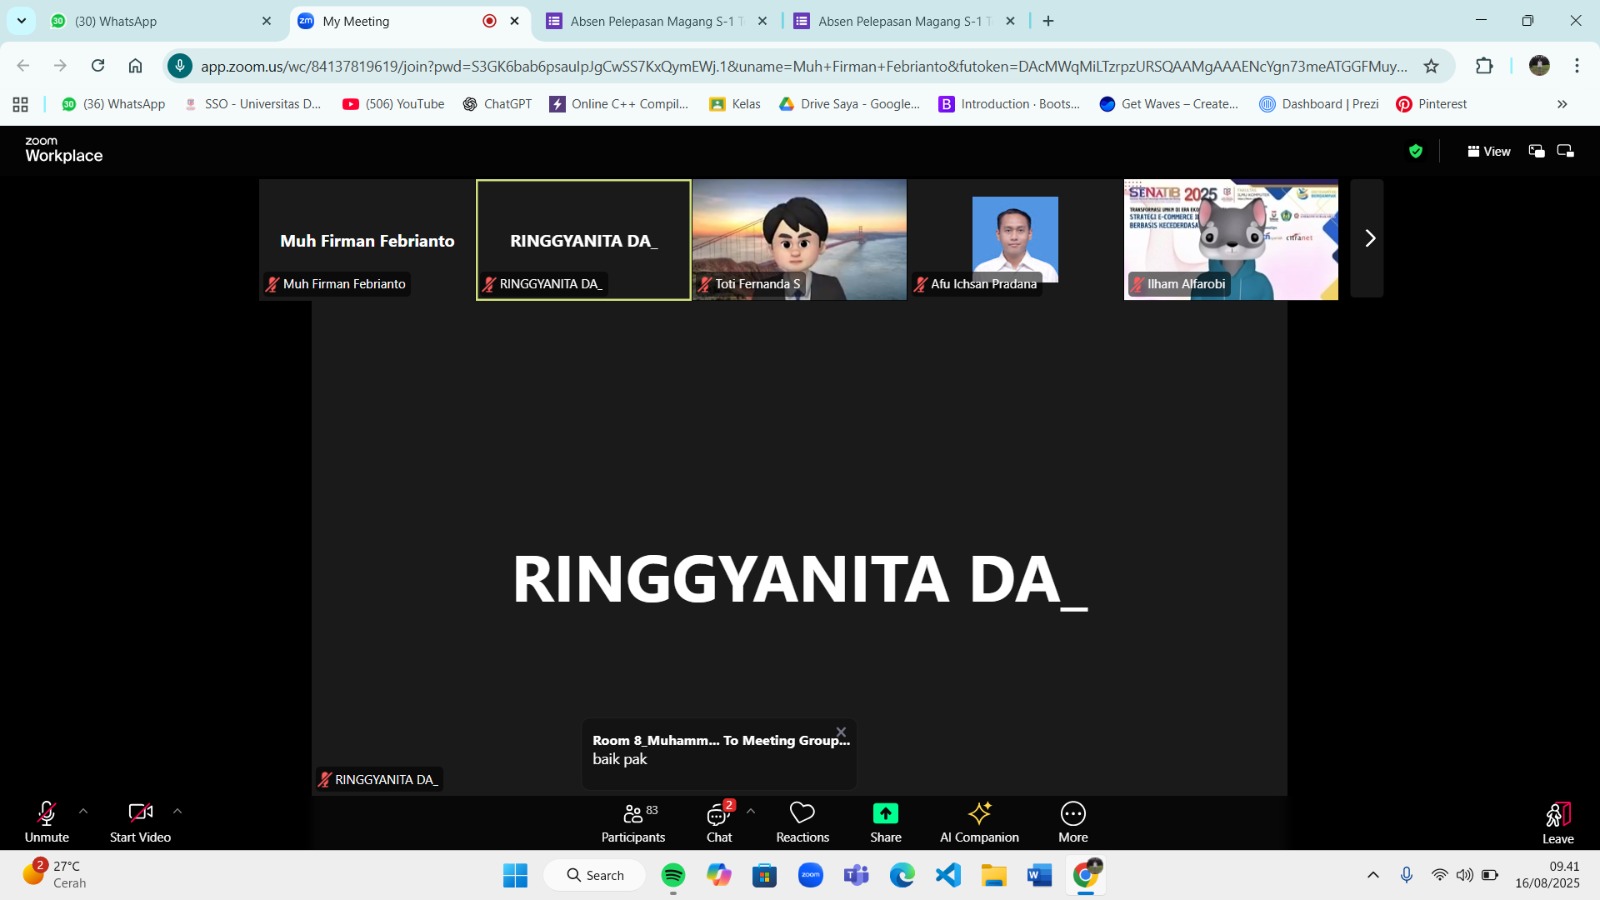 (30) WhatsApp
My Meeting
Absen Pelepasan Magang S-1 T
Absen Pelepasan Magang S-1 T
app.zoom.us/wc/84137819619/join?pwd=S3GK6bab6psaulpJgCwSS7KxQymEWj.1&uname=Muh+Firman+Febrianto&futoken=DAcMWqMiLTzrpzURSQAAMgAAAENcYgn73meATGGFMuy...
(36) WhatsApp
SSO - Universitas D...
(506) YouTube
ChatGPT
Online C++ Compil...
Kelas
Drive Saya - Google...
Introduction · Boots...
Get Waves – Create...
Dashboard | Prezi
Pinterest
zoom
Workplace
View
Muh Firman Febrianto
Muh Firman Febrianto
RINGGYANITA DA_
RINGGYANITA DA_
Toti Fernanda S
Afu Ichsan Pradana
SENATIB 2025
STRATEGI E-COMMERCE
BERBASIS KECERDASAN
citranet
Ilham Alfarobi
RINGGYANITA DA_
Room 8_Muhamm... To Meeting Group...
baik pak
RINGGYANITA DA_
Unmute
Start Video
83
Participants
2
Chat
Reactions
Share
AI Companion
More
Leave
2
27°C
Cerah
Search
09.41
16/08/2025